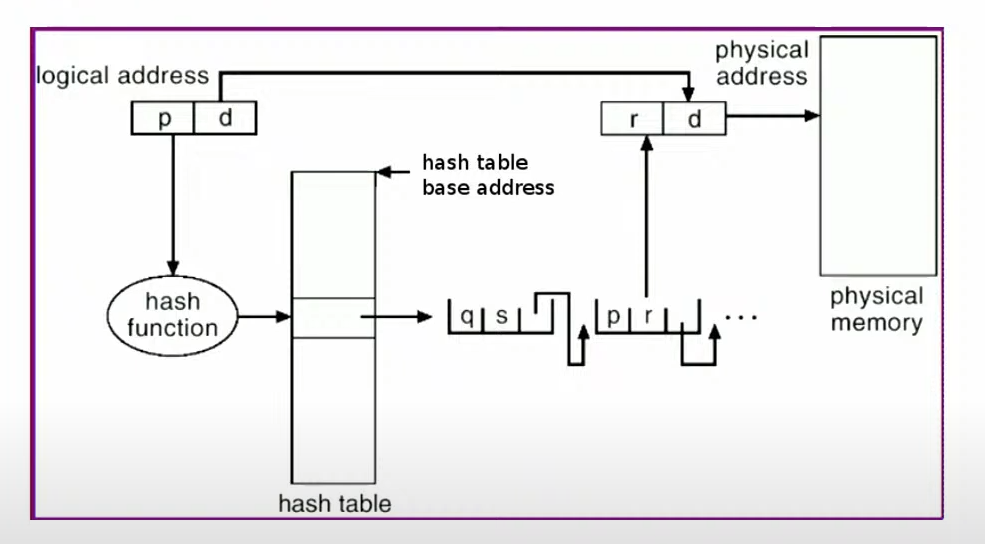 logical address
p d
physical
address
r d
hash table
base address
hash
function
q s
p r ...
physical
memory
hash table